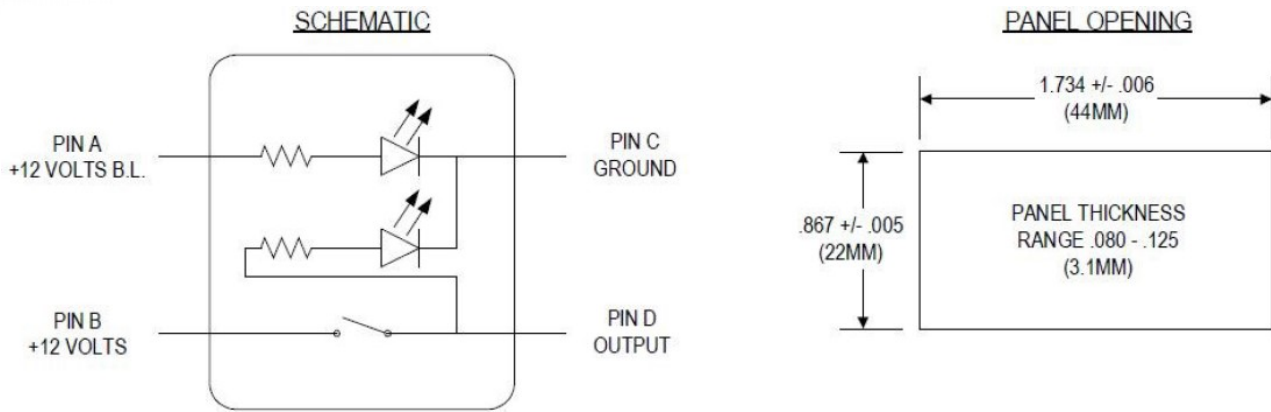 SCHEMATIC
PIN A
+12 VOLTS B.L.
PIN C
GROUND
PIN B
+12 VOLTS
PIN D
OUTPUT
PANEL OPENING
1.734 +/- .006
(44MM)
.867 +/- .005
(22MM)
PANEL THICKNESS
RANGE .080 - .125
(3.1MM)